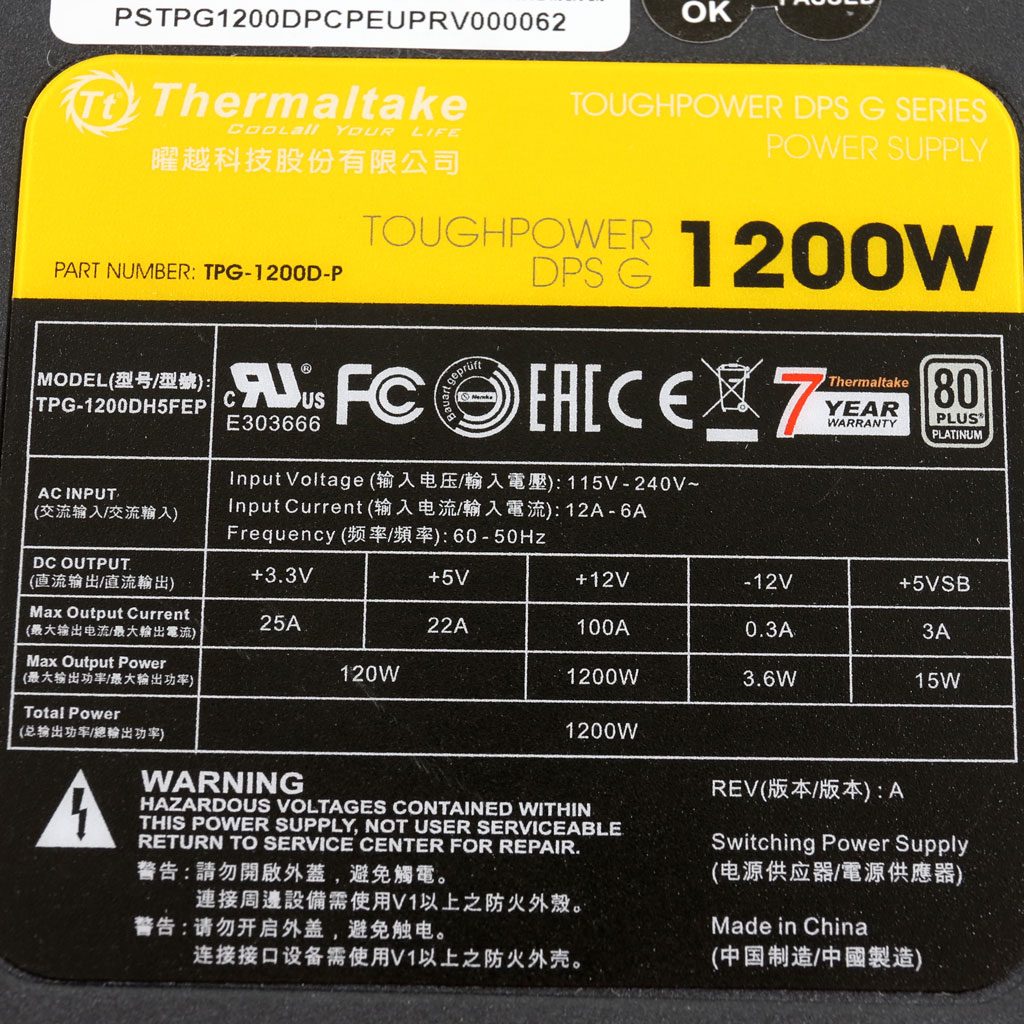 PSTPG1200DPCPEUPRV000062
OK
PASSED
Tt Thermaltake
COOLall YOUR LIFE
曜越科技股份有限公司
TOUGHPOWER DPS G SERIES
POWER SUPPLY
TOUGHPOWER
DPS G
1200W
PART NUMBER: TPG-1200D-P
MODEL(型号/型號):
TPG-1200DH5FEP
c RU US ®
E303666
FC
Bauart geprüft
EAC
CE
7 Thermaltake
YEAR
WARRANTY
80
PLUS®
PLATINUM
AC INPUT
(交流输入/交流輸入)
Input Voltage (输入电压/輸入電壓): 115V - 240V~
Input Current (输入电流/輸入電流): 12A - 6A
Frequency (频率/頻率): 60 - 50Hz
DC OUTPUT
(直流输出/直流輸出)
+3.3V +5V +12V -12V +5VSB
Max Output Current
(最大输出电流/最大輸出電流)
25A 22A 100A 0.3A 3A
Max Output Power
(最大输出功率/最大輸出功率)
120W 1200W 3.6W 15W
Total Power
(总输出功率/總輸出功率)
1200W
WARNING
HAZARDOUS VOLTAGES CONTAINED WITHIN
THIS POWER SUPPLY, NOT USER SERVICEABLE
RETURN TO SERVICE CENTER FOR REPAIR.
警告:請勿開啟外蓋，避免觸電。
連接周邊設備需使用V1以上之防火外殼。
警告:请勿开启外盖，避免触电。
连接接口设备需使用V1以上之防火外壳。
REV(版本/版本) : A
Switching Power Supply
(电源供应器/電源供應器)
Made in China
(中国制造/中國製造)